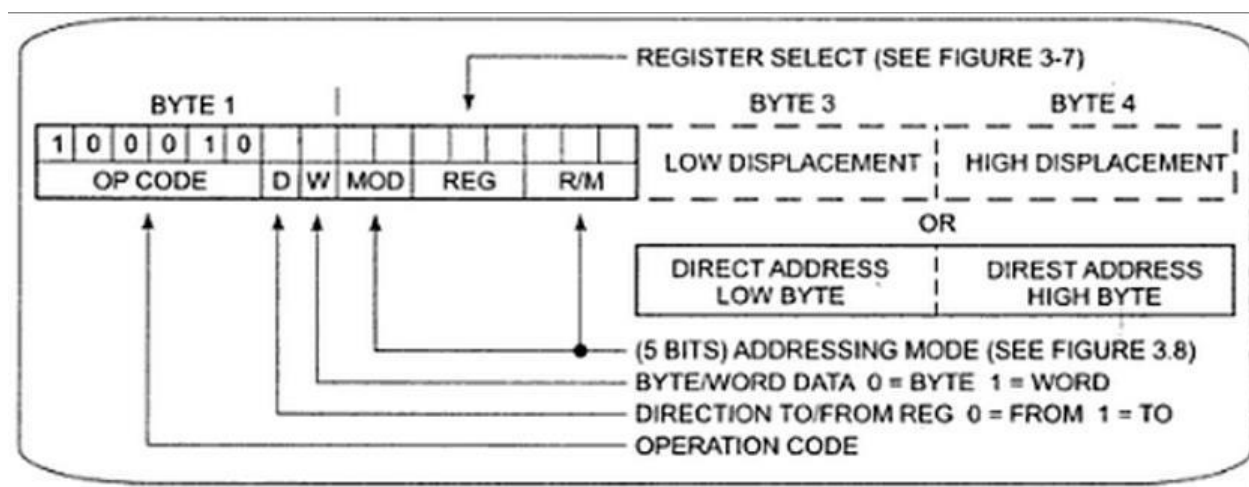 REGISTER SELECT (SEE FIGURE 3-7)
BYTE 1
BYTE 3
BYTE 4
1 0 0 0 1 0
LOW DISPLACEMENT
HIGH DISPLACEMENT
OP CODE D W MOD REG R/M
OR
DIRECT ADDRESS
LOW BYTE
DIREST ADDRESS
HIGH BYTE
(5 BITS) ADDRESSING MODE (SEE FIGURE 3.8)
BYTE/WORD DATA 0 = BYTE 1 = WORD
DIRECTION TO/FROM REG 0 = FROM 1 = TO
OPERATION CODE